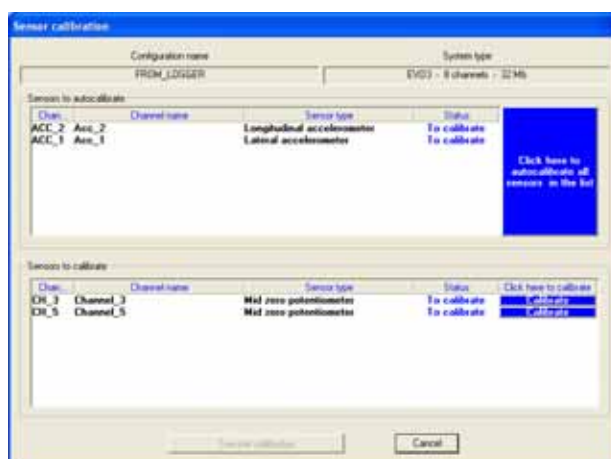 Sensor calibration
Configuration name System type
FROM_LOGGER EVO3 - 8 channels - 32 Mb
Sensors to autocalibrate
Chan... Channel name Sensor type Status
ACC_2 Acc_2 Longitudinal accelerometer To calibrate
ACC_1 Acc_1 Lateral accelerometer To calibrate
Click here to
autocalibrate all
sensors in the list
Sensors to calibrate
Chan... Channel name Sensor type Status Click here to calibrate
CH_3 Channel_3 Mid zero potentiometer To calibrate Calibrate
CH_5 Channel_5 Mid zero potentiometer To calibrate Calibrate
calibration Cancel